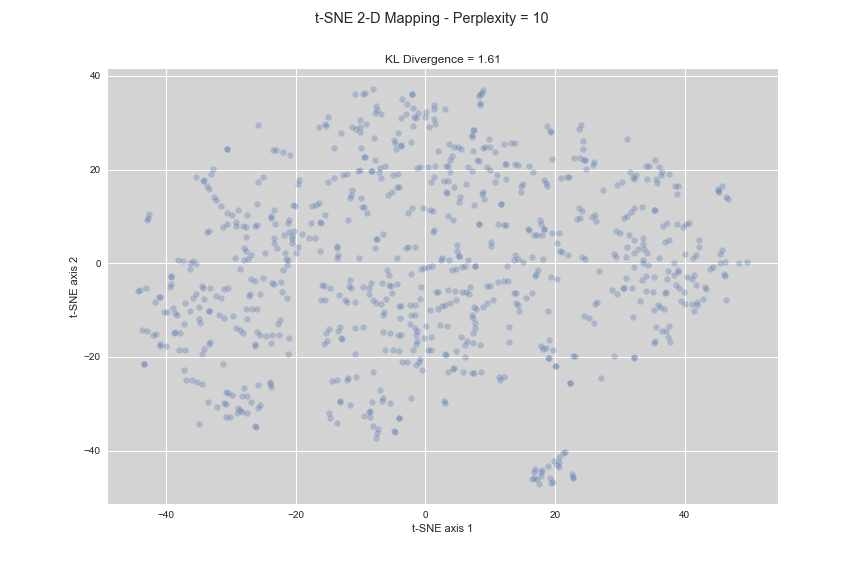 t-SNE 2-D Mapping - Perplexity = 10
KL Divergence = 1.61
40
20
0
−20
−40
t-SNE axis 2
−40
−20
0
20
40
t-SNE axis 1